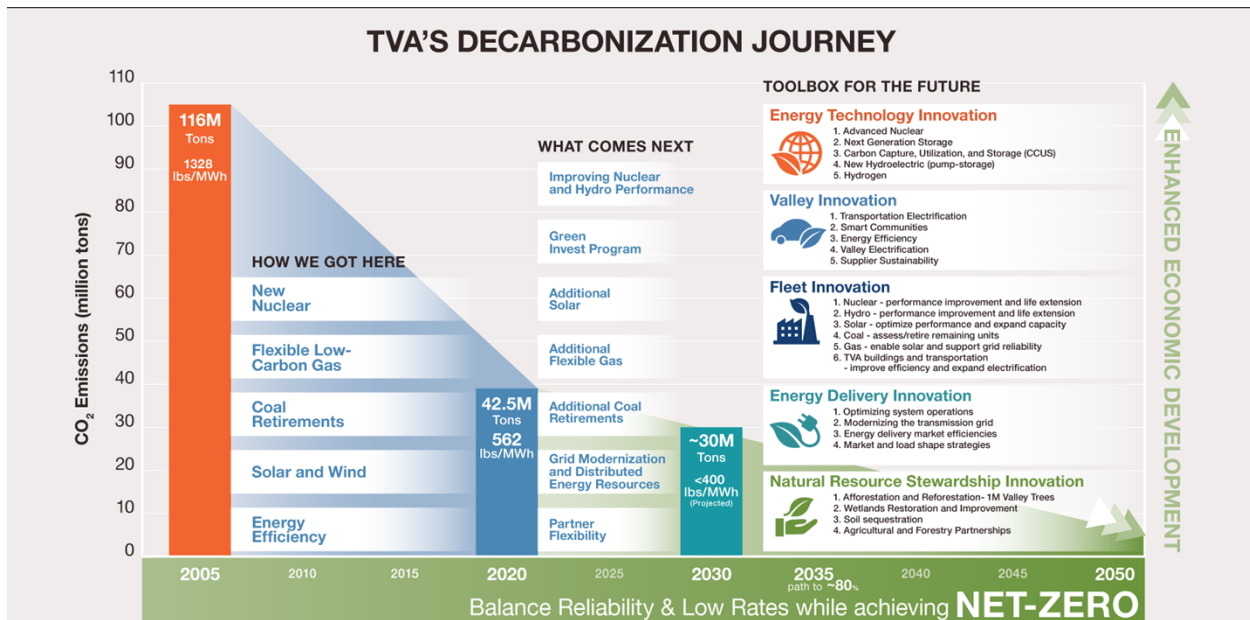 TVA'S DECARBONIZATION JOURNEY
CO₂ Emissions (million tons)
110
100
90
80
70
60
50
40
30
20
10
0
116M
Tons
1328
lbs/MWh
HOW WE GOT HERE
New
Nuclear
Flexible Low-
Carbon Gas
Coal
Retirements
Solar and Wind
Energy
Efficiency
42.5M
Tons
562
lbs/MWh
WHAT COMES NEXT
Improving Nuclear
and Hydro Performance
Green
Invest Program
Additional
Solar
Additional
Flexible Gas
Additional Coal
Retirements
Grid Modernization
and Distributed
Energy Resources
Partner
Flexibility
~30M
Tons
<400
lbs/MWh
(Projected)
TOOLBOX FOR THE FUTURE
Energy Technology Innovation
1. Advanced Nuclear
2. Next Generation Storage
3. Carbon Capture, Utilization, and Storage (CCUS)
4. New Hydroelectric (pump-storage)
5. Hydrogen
Valley Innovation
1. Transportation Electrification
2. Smart Communities
3. Energy Efficiency
4. Valley Electrification
5. Supplier Sustainability
Fleet Innovation
1. Nuclear - performance improvement and life extension
2. Hydro - performance improvement and life extension
3. Solar - optimize performance and expand capacity
4. Coal - assess/retire remaining units
5. Gas - enable solar and support grid reliability
6. TVA buildings and transportation
- improve efficiency and expand electrification
Energy Delivery Innovation
1. Optimizing system operations
2. Modernizing the transmission grid
3. Energy delivery market efficiencies
4. Market and load shape strategies
Natural Resource Stewardship Innovation
1. Afforestation and Reforestation- 1M Valley Trees
2. Wetlands Restoration and Improvement
3. Soil sequestration
4. Agricultural and Forestry Partnerships
ENHANCED ECONOMIC DEVELOPMENT
2005
2010
2015
2020
2025
2030
2035
path to ~80%
2040
2045
2050
Balance Reliability & Low Rates while achieving NET-ZERO